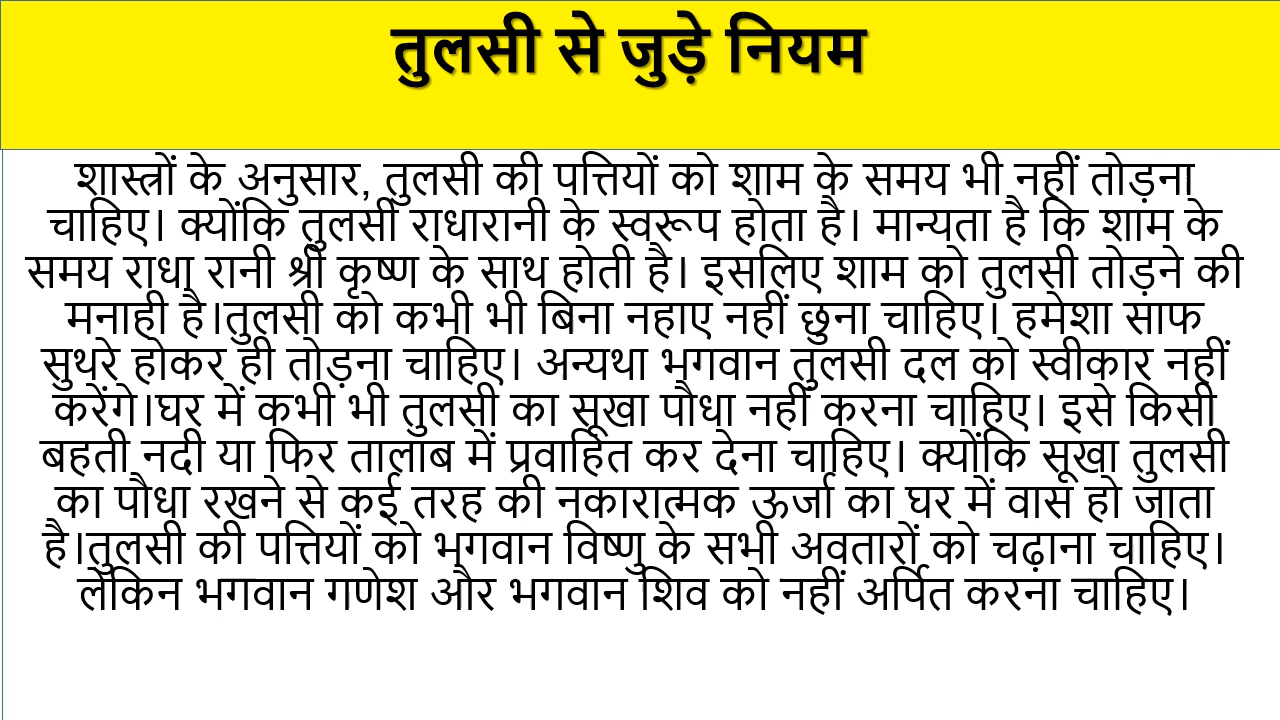 तुलसी से जुड़े नियम
शास्त्रों के अनुसार, तुलसी की पत्तियों को शाम के समय भी नहीं तोड़ना
चाहिए। क्योंकि तुलसी राधारानी के स्वरूप होता है। मान्यता है कि शाम के
समय राधा रानी श्री कृष्ण के साथ होती है। इसलिए शाम को तुलसी तोड़ने की
मनाही है।तुलसी को कभी भी बिना नहाए नहीं छुना चाहिए। हमेशा साफ
सुथरे होकर ही तोड़ना चाहिए। अन्यथा भगवान तुलसी दल को स्वीकार नहीं
करेंगे।घर में कभी भी तुलसी का सूखा पौधा नहीं करना चाहिए। इसे किसी
बहती नदी या फिर तालाब में प्रवाहित कर देना चाहिए। क्योंकि सूखा तुलसी
का पौधा रखने से कई तरह की नकारात्मक ऊर्जा का घर में वास हो जाता
है।तुलसी की पत्तियों को भगवान विष्णु के सभी अवतारों को चढ़ाना चाहिए।
लेकिन भगवान गणेश और भगवान शिव को नहीं अर्पित करना चाहिए।